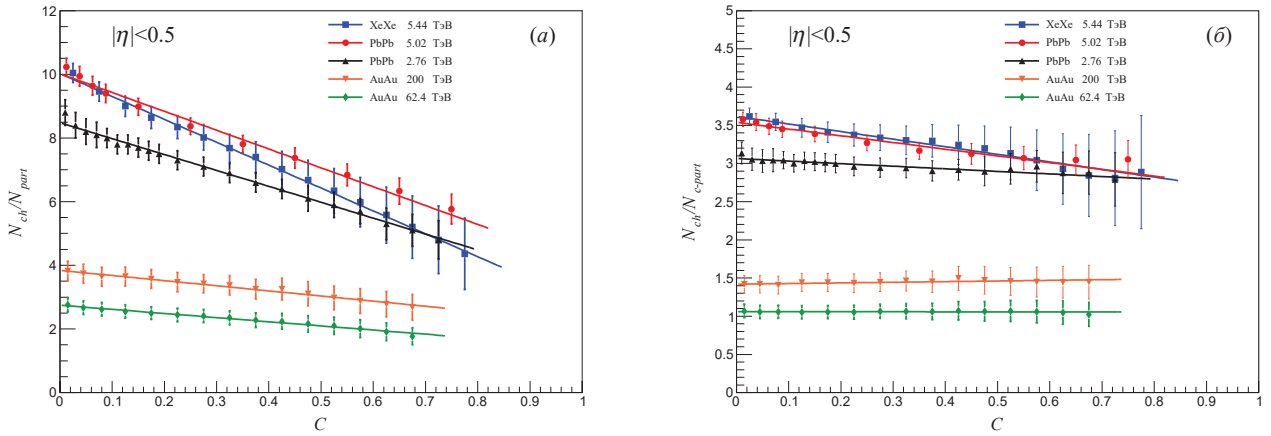 |η|<0.5
(а)
XeXe 5.44 ТэВ
PbPb 5.02 ТэВ
PbPb 2.76 ТэВ
AuAu 200 ТэВ
AuAu 62.4 ТэВ
N_ch/N_part
12
10
8
6
4
2
0
0 0.1 0.2 0.3 0.4 0.5 0.6 0.7 0.8 0.9 1
C
|η|<0.5
(б)
XeXe 5.44 ТэВ
PbPb 5.02 ТэВ
PbPb 2.76 ТэВ
AuAu 200 ТэВ
AuAu 62.4 ТэВ
N_ch/N_c-part
5
4.5
4
3.5
3
2.5
2
1.5
1
0.5
0
0 0.1 0.2 0.3 0.4 0.5 0.6 0.7 0.8 0.9 1
C